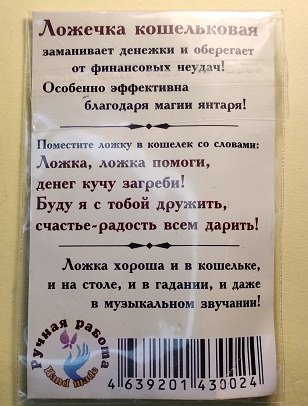 Ложечка кошельковая
заманивает денежки и оберегает
от финансовых неудач!
Особенно эффективна
благодаря магии янтаря!
Поместите ложку в кошелек со словами:
Ложка, ложка помоги,
денег кучу загреби!
Буду я с тобой дружить,
счастье-радость всем дарить!
Ложка хороша и в кошельке,
и на столе, и в гадании, и даже
в музыкальном звучании!
Ручная работа
Hand made
4 639201 430024